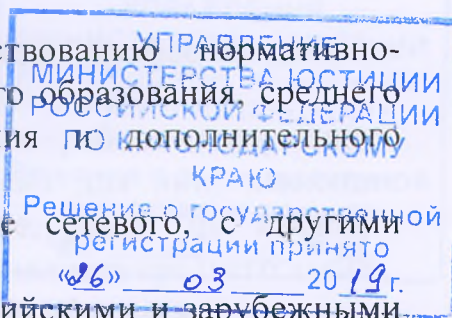 ствованию нормативно-
УПРАВЛЕНИЕ
МИНИСТЕРСТВА ЮСТИЦИИ
го образования, среднего
РОССИЙСКОЙ ФЕДЕРАЦИИ
ния и дополнительного
ПО КРАСНОДАРСКОМУ
КРАЮ
Решение о государственной
е сетевого, с другими
регистрации принято
«26» 03 2019 г.
ийскими и зарубежными